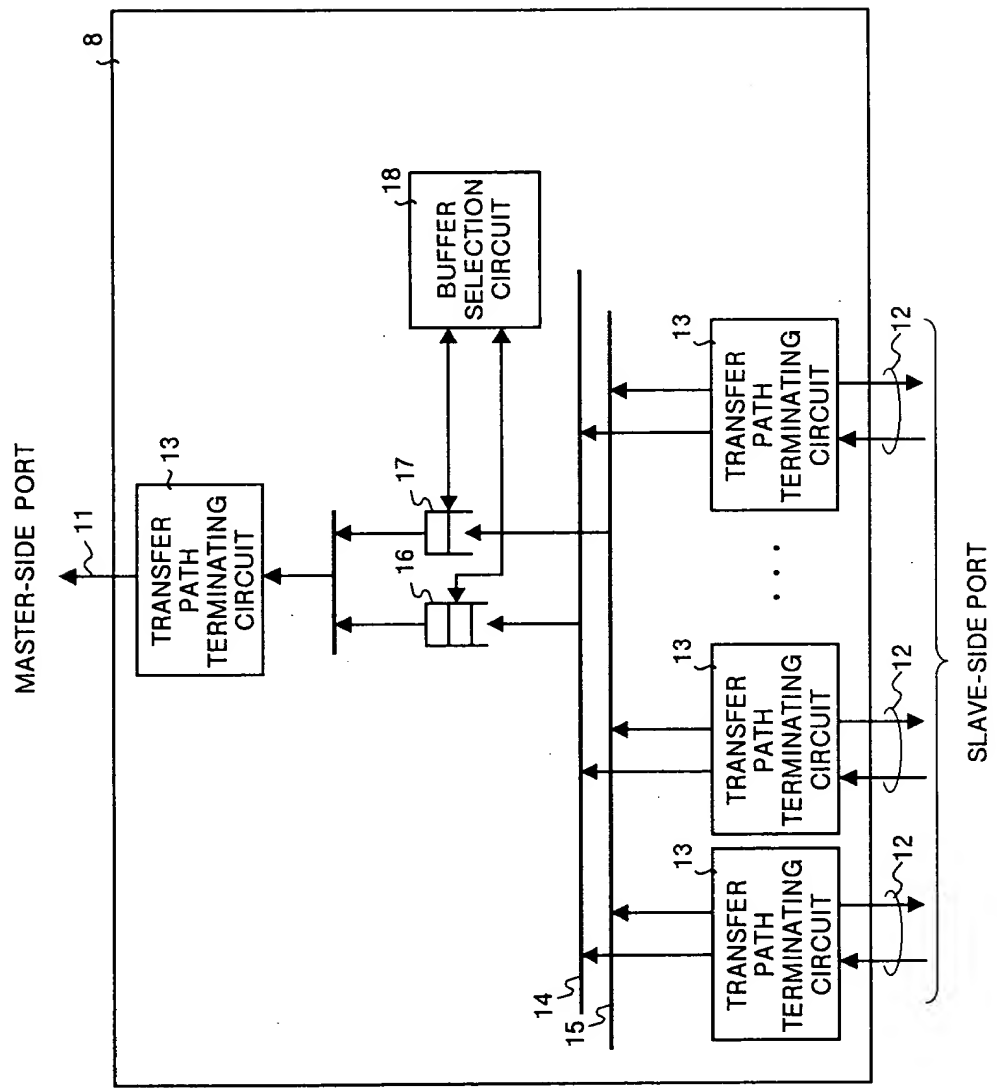 MASTER-SIDE PORT
11
8
13
TRANSFER
PATH
TERMINATING
CIRCUIT
16
17
18
BUFFER
SELECTION
CIRCUIT
14
15
13
TRANSFER
PATH
TERMINATING
CIRCUIT
12
13
TRANSFER
PATH
TERMINATING
CIRCUIT
12
...
13
TRANSFER
PATH
TERMINATING
CIRCUIT
12
SLAVE-SIDE PORT